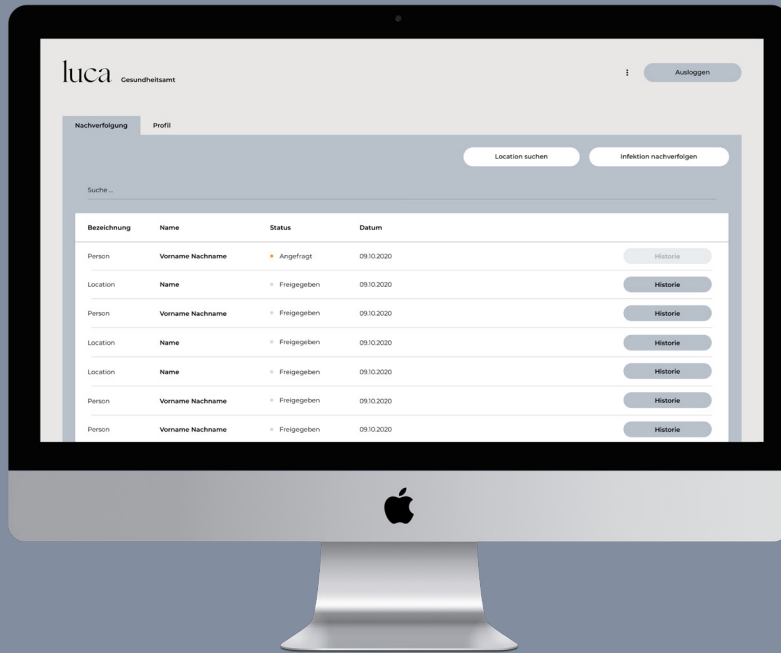 luca Gesundheitsamt
Ausloggen
Nachverfolgung Profil
Location suchen Infektion nachverfolgen
Suche ...
Bezeichnung Name Status Datum
Person Vorname Nachname Angefragt 09.10.2020 Historie
Location Name Freigegeben 09.10.2020 Historie
Person Vorname Nachname Freigegeben 09.10.2020 Historie
Location Name Freigegeben 09.10.2020 Historie
Location Name Freigegeben 09.10.2020 Historie
Person Vorname Nachname Freigegeben 09.10.2020 Historie
Person Vorname Nachname Freigegeben 09.10.2020 Historie